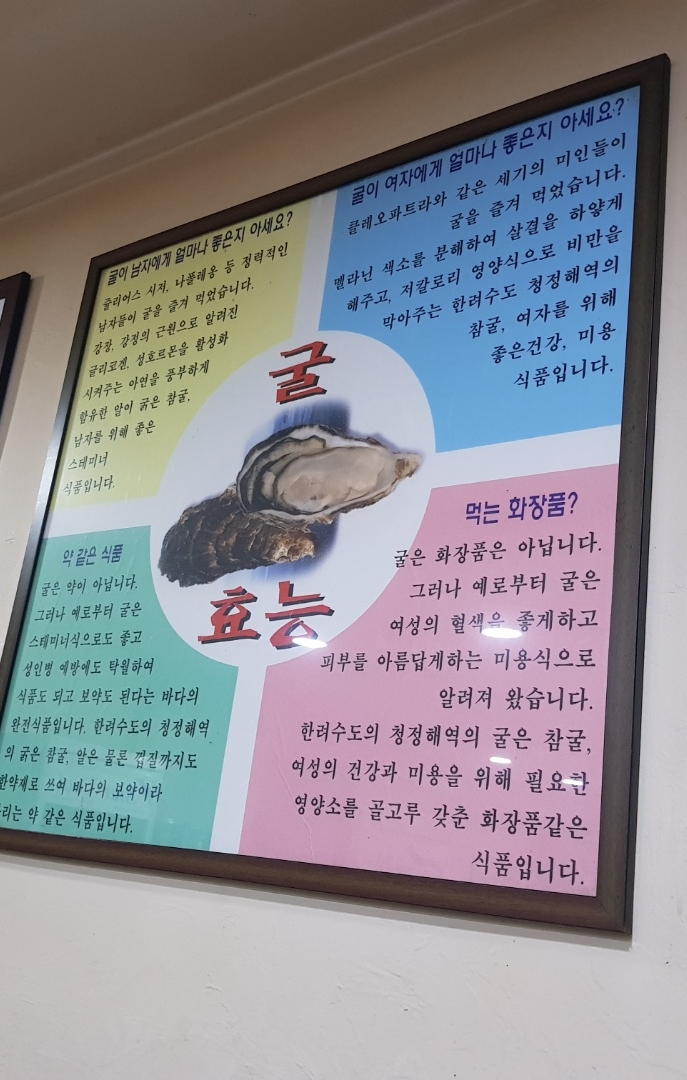 굴이 남자에게 얼마나 좋은지 아세요?
쥴리어스 시저, 나폴레옹 등 정력적인
남자들이 굴을 즐겨 먹었습니다.
강장, 강정의 근원으로 알려진
글리코겐, 성호르몬을 활성화
시켜주는 아연을 풍부하게
함유한 알이 굵은 참굴,
남자를 위해 좋은
스테미너
식품입니다.
굴이 여자에게 얼마나 좋은지 아세요?
클레오파트라와 같은 세기의 미인들이
굴을 즐겨 먹었습니다.
멜라닌 색소를 분해하여 살결을 하얗게
해주고, 저칼로리 영양식으로 비만을
막아주는 한려수도 청정해역의
참굴, 여자를 위해
좋은건강, 미용
식품입니다.
굴
효능
약 같은 식품
굴은 약이 아닙니다.
그러나 예로부터 굴은
스테미너식으로도 좋고
성인병 예방에도 탁월하여
식품도 되고 보약도 된다는 바다의
완전식품입니다. 한려수도의 청정해역
의 굵은 참굴, 알은 물론 껍질까지도
한약제로 쓰여 바다의 보약이라
리는 약 같은 식품입니다.
먹는 화장품?
굴은 화장품은 아닙니다.
그러나 예로부터 굴은
여성의 혈색을 좋게하고
피부를 아름답게하는 미용식으로
알려져 왔습니다.
한려수도의 청정해역의 굴은 참굴,
여성의 건강과 미용을 위해 필요한
영양소를 골고루 갖춘 화장품같은
식품입니다.